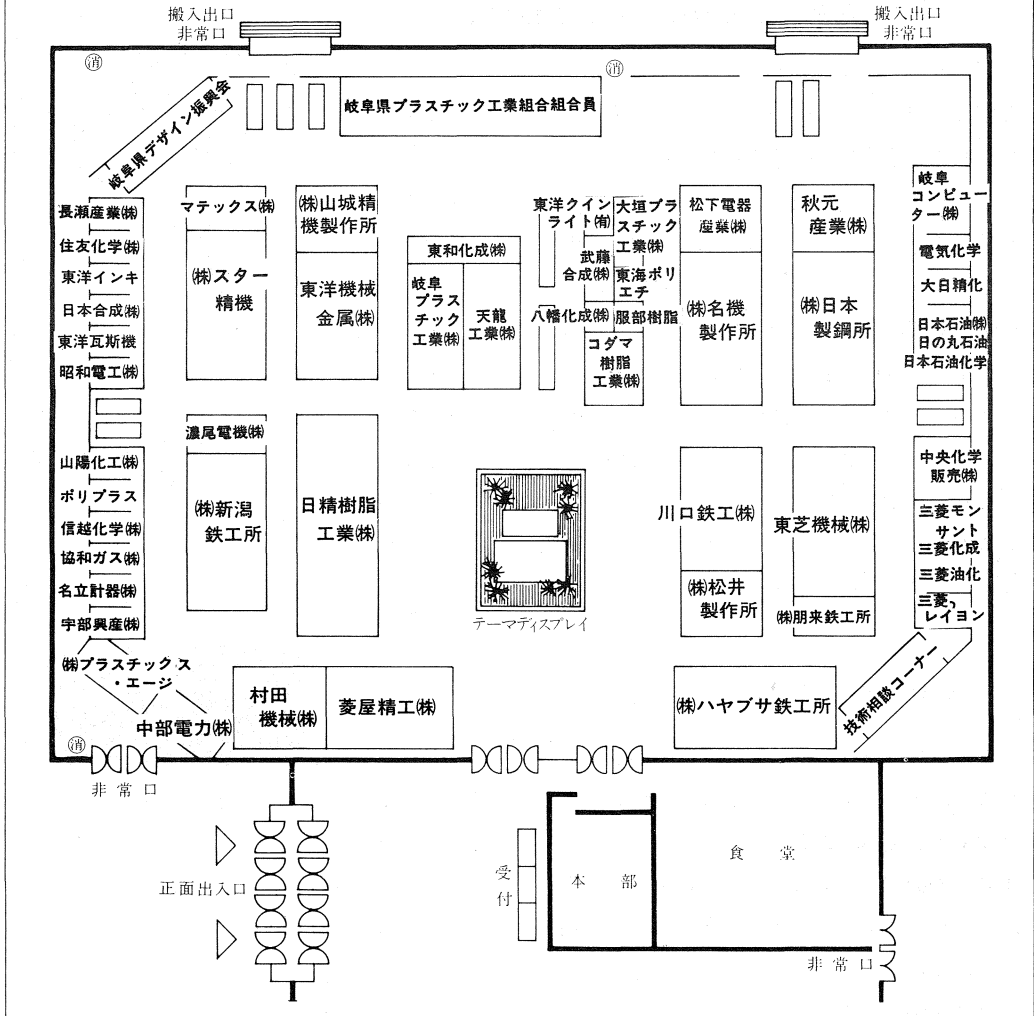 搬入出口
非常口
搬入出口
非常口
㊋
㊋
岐阜県デザイン振興会
岐阜県プラスチック工業組合組合員
長瀬産業㈱
住友化学㈱
東洋インキ
日本合成㈱
東洋瓦斯機
昭和電工㈱
マテックス㈱
㈱スター
精機
㈱山城精
機製作所
東洋機械
金属㈱
東和化成㈱
岐阜
プラス
チック
工業㈱
天龍
工業㈱
東洋クイン
ライト㈲
大垣プラ
スチック
工業㈱
武藤
合成㈱
東海ポリ
エチ
八幡化成㈱
服部樹脂
コダマ
樹脂
工業㈱
松下電器
産業㈱
㈱名機
製作所
秋元
産業㈱
㈱日本
製鋼所
岐阜
コンピュー
ター㈱
電気化学
大日精化
日本石油㈱
日の丸石油
日本石油化学
山陽化工㈱
ポリプラス
信越化学㈱
協和ガス㈱
名立計器㈱
宇部興産㈱
濃尾電機㈱
㈱新潟
鉄工所
日精樹脂
工業㈱
テーマディスプレイ
川口鉄工㈱
㈱松井
製作所
東芝機械㈱
㈱朋来鉄工所
中央化学
販売㈱
三菱モン
サント
三菱化成
三菱油化
三菱
レイヨン
㈱プラスチックス
・エージ
中部電力㈱
村田
機械㈱
菱屋精工㈱
㈱ハヤブサ鉄工所
技術相談コーナー
非常口
正面出入口
受付
本部
食堂
非常口